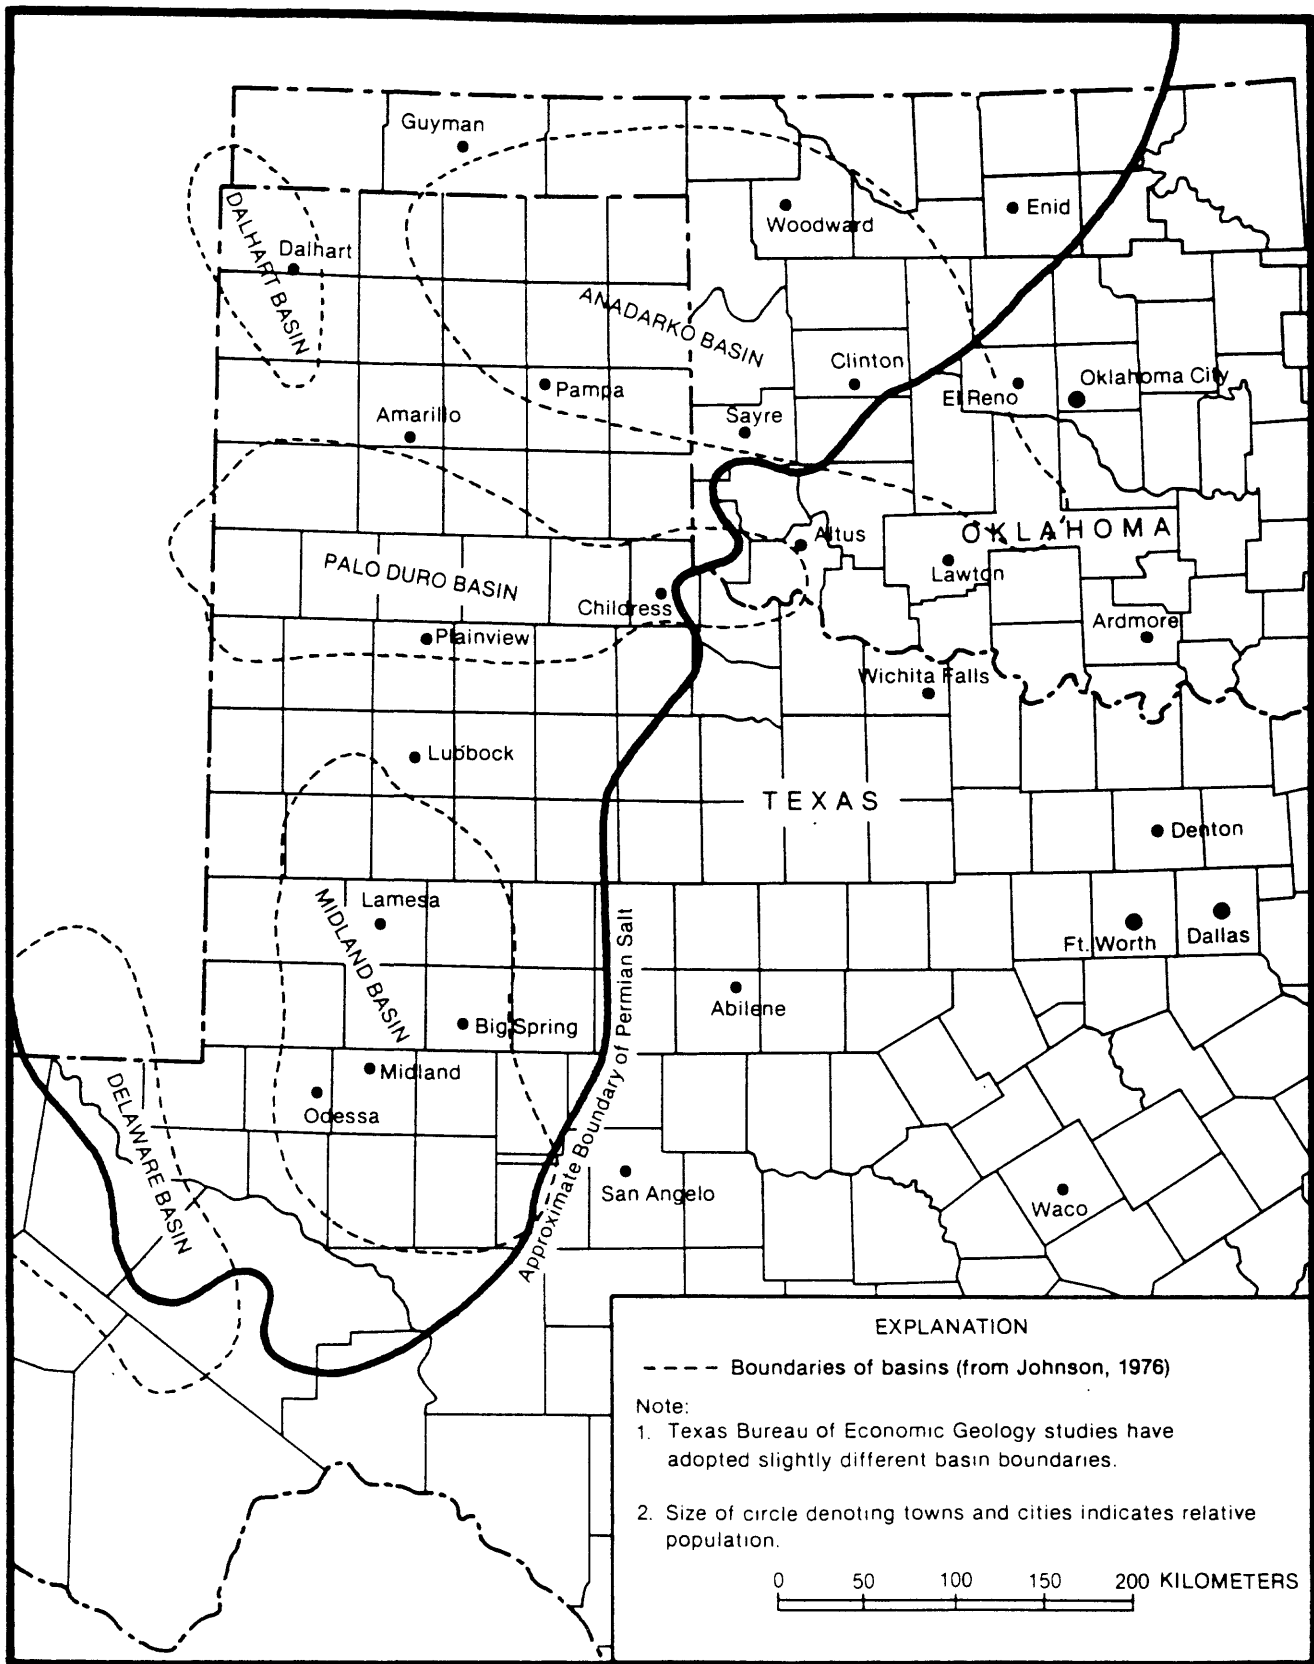 Guyman
Woodward
Enid
DALHART BASIN
Dalhart
ANADARKO BASIN
Clinton
Pampa
El Reno
Oklahoma City
Amarillo
Sayre
Altus
OKLAHOMA
PALO DURO BASIN
Lawton
Childress
Ardmore
Plainview
Wichita Falls
Lubbock
TEXAS
Denton
Lamesa
MIDLAND BASIN
Ft. Worth
Dallas
Abilene
Big Spring
Midland
Odessa
DELAWARE BASIN
Approximate Boundary of Permian Salt
San Angelo
Waco
EXPLANATION
Boundaries of basins (from Johnson, 1976)
Note:
1. Texas Bureau of Economic Geology studies have
adopted slightly different basin boundaries.
2. Size of circle denoting towns and cities indicates relative
population.
0 50 100 150 200 KILOMETERS